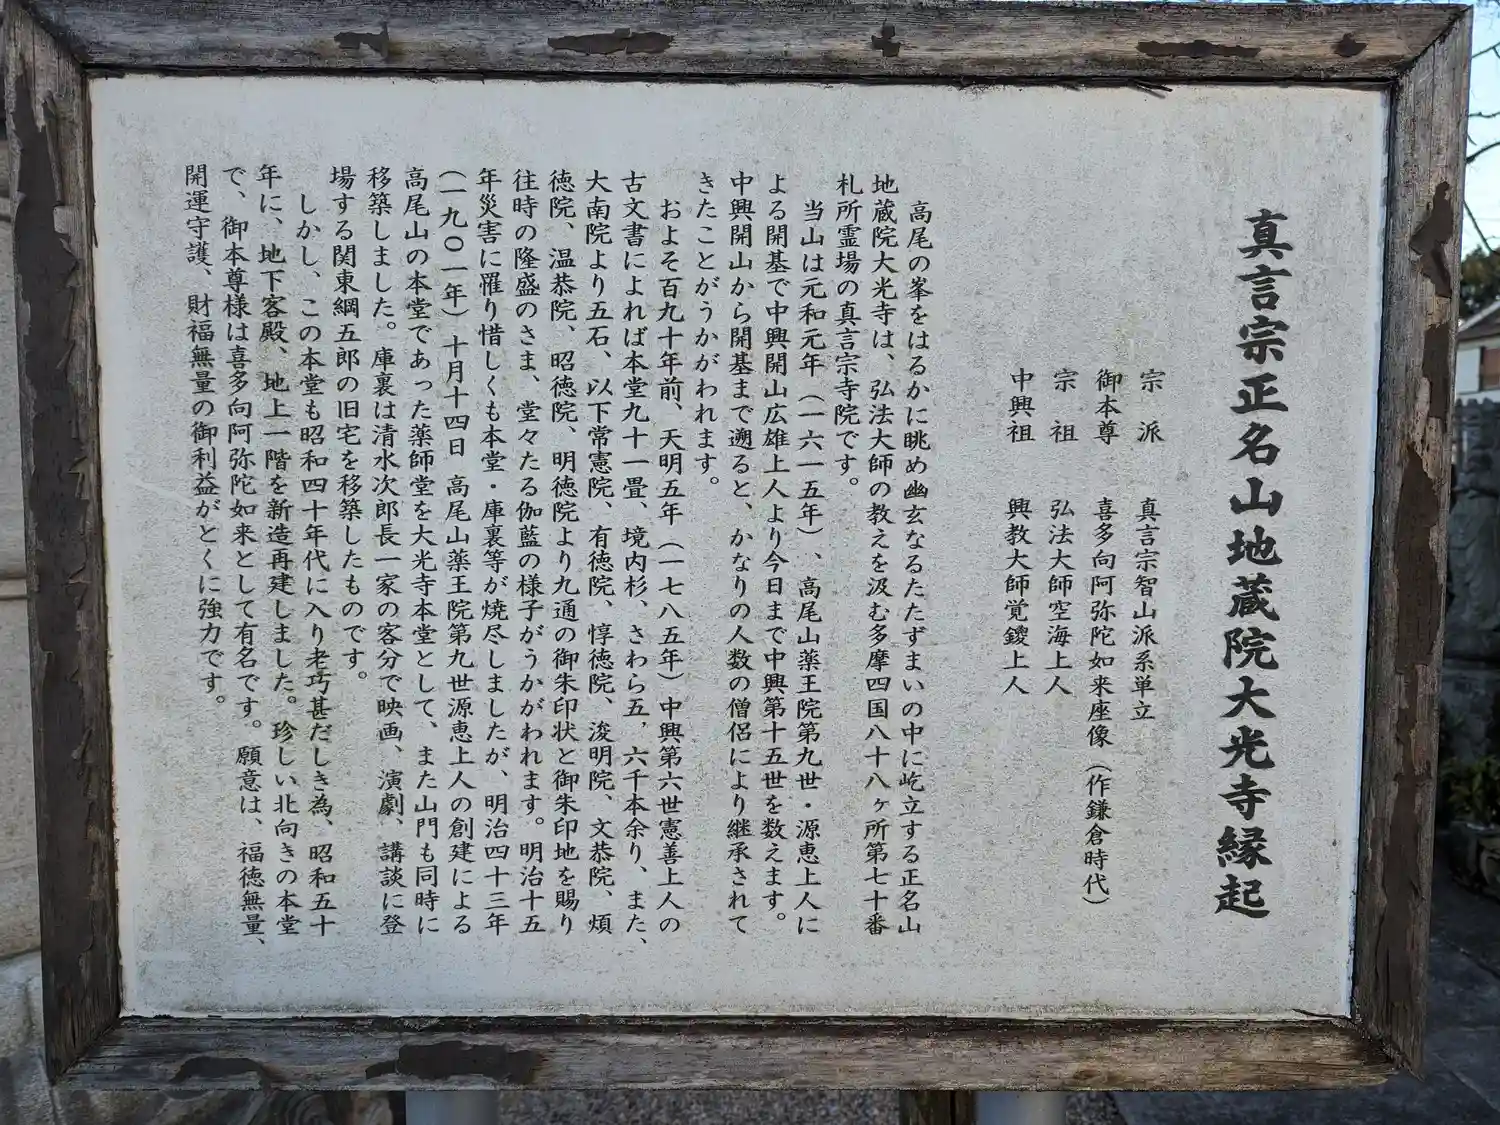 真言宗正名山地蔵院大光寺縁起
宗　派　真言宗智山派系単立
御本尊　喜多向阿弥陀如来座像（作鎌倉時代）
宗　祖　弘法大師空海上人
中興祖　興教大師覚鑁上人
高尾の峯をはるかに眺め幽玄なるたたずまいの中に屹立する正名山
地蔵院大光寺は、弘法大師の教えを汲む多摩四国八十八ヶ所第七十番
札所霊場の真言宗寺院です。
当山は元和元年（一六一五年）、高尾山薬王院第九世・源恵上人に
よる開基で中興開山広雄上人より今日まで中興第十五世を数えます。
中興開山から開基まで遡ると、かなりの人数の僧侶により継承されて
きたことがうかがわれます。
およそ百九十年前、天明五年（一七八五年）中興第六世憲善上人の
古文書によれば本堂九十一畳、境内杉、さわら五，六千本余り、また、
大南院より五石、以下常憲院、有徳院、惇徳院、浚明院、文恭院、煩
徳院、温恭院、昭徳院、明徳院より九通の御朱印状と御朱印地を賜り
往時の隆盛のさま、堂々たる伽藍の様子がうかがわれます。明治十五
年災害に罹り惜しくも本堂・庫裏等が焼尽しましたが、明治四十三年
（一九〇一年）十月十四日　高尾山薬王院第九世源恵上人の創建による
高尾山の本堂であった薬師堂を大光寺本堂として、また山門も同時に
移築しました。庫裏は清水次郎長一家の客分で映画、演劇、講談に登
場する関東綱五郎の旧宅を移築したものです。
しかし、この本堂も昭和四十年代に入り老巧甚だしき為、昭和五十
年に、地下客殿、地上一階を新造再建しました。珍しい北向きの本堂
で、御本尊様は喜多向阿弥陀如来として有名です。願意は、福徳無量、
開運守護、財福無量の御利益がとくに強力です。